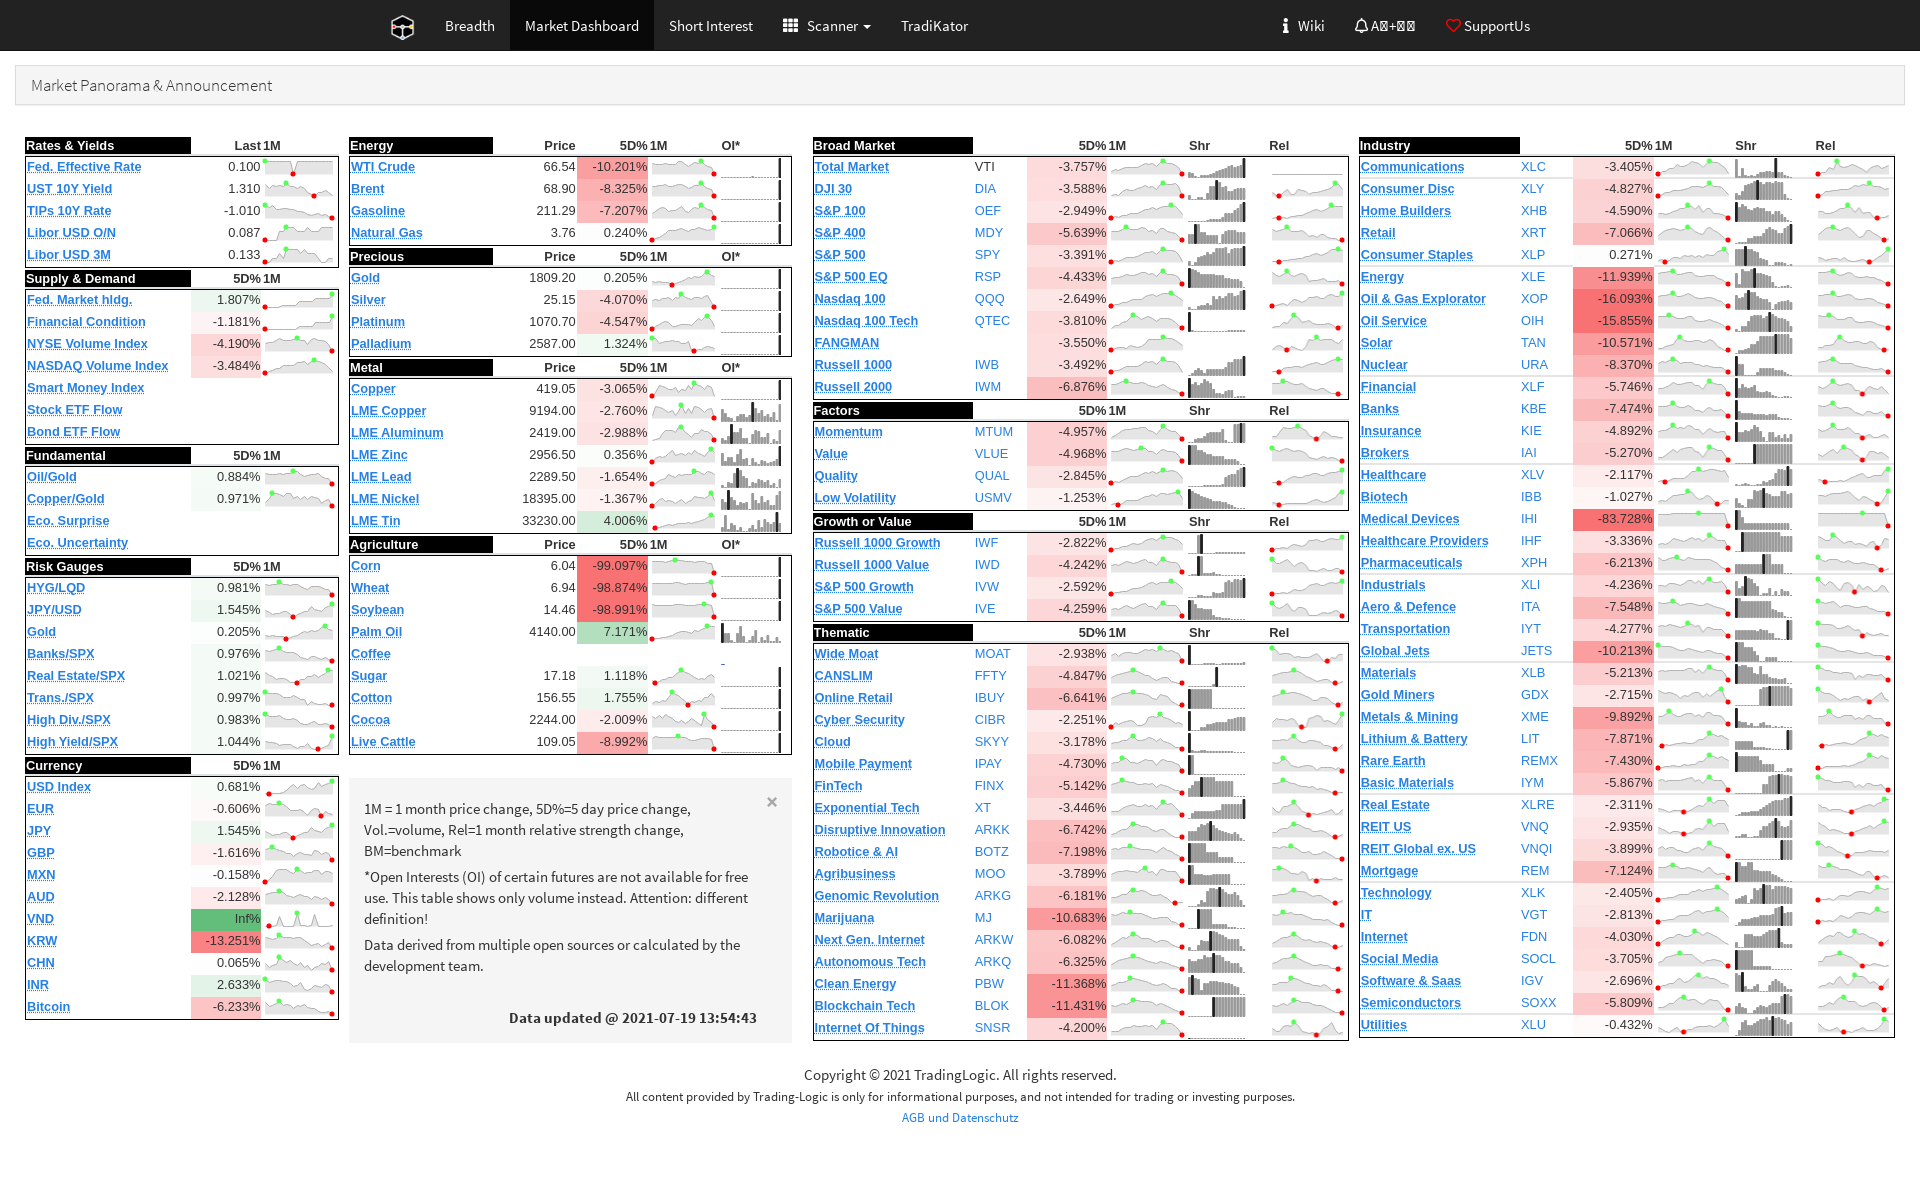 Breadth Market Dashboard Short Interest Scanner TradiKator Wiki SupportUs
Market Panorama & Announcement
Rates & Yields Last 1M
Fed. Effective Rate 0.100
UST 10Y Yield 1.310
TIPs 10Y Rate -1.010
Libor USD O/N 0.087
Libor USD 3M 0.133
Supply & Demand 5D% 1M
Fed. Market hldg. 1.807%
Financial Condition -1.181%
NYSE Volume Index -4.190%
NASDAQ Volume Index -3.484%
Smart Money Index
Stock ETF Flow
Bond ETF Flow
Fundamental 5D% 1M
Oil/Gold 0.884%
Copper/Gold 0.971%
Eco. Surprise
Eco. Uncertainty
Risk Gauges 5D% 1M
HYG/LQD 0.981%
JPY/USD 1.545%
Gold 0.205%
Banks/SPX 0.976%
Real Estate/SPX 1.021%
Trans./SPX 0.997%
High Div./SPX 0.983%
High Yield/SPX 1.044%
Currency 5D% 1M
USD Index 0.681%
EUR -0.606%
JPY 1.545%
GBP -1.616%
MXN -0.158%
AUD -2.128%
VND Inf%
KRW -13.251%
CHN 0.065%
INR 2.633%
Bitcoin -6.233%
Energy Price 5D% 1M OI*
WTI Crude 66.54 -10.201%
Brent 68.90 -8.325%
Gasoline 211.29 -7.207%
Natural Gas 3.76 0.240%
Precious Price 5D% 1M OI*
Gold 1809.20 0.205%
Silver 25.15 -4.070%
Platinum 1070.70 -4.547%
Palladium 2587.00 1.324%
Metal Price 5D% 1M OI*
Copper 419.05 -3.065%
LME Copper 9194.00 -2.760%
LME Aluminum 2419.00 -2.988%
LME Zinc 2956.50 0.356%
LME Lead 2289.50 -1.654%
LME Nickel 18395.00 -1.367%
LME Tin 33230.00 4.006%
Agriculture Price 5D% 1M OI*
Corn 6.04 -99.097%
Wheat 6.94 -98.874%
Soybean 14.46 -98.991%
Palm Oil 4140.00 7.171%
Coffee -
Sugar 17.18 1.118%
Cotton 156.55 1.755%
Cocoa 2244.00 -2.009%
Live Cattle 109.05 -8.992%
×
1M = 1 month price change, 5D%=5 day price change,
Vol.=volume, Rel=1 month relative strength change,
BM=benchmark
*Open Interests (OI) of certain futures are not available for free
use. This table shows only volume instead. Attention: different
definition!
Data derived from multiple open sources or calculated by the
development team.
Data updated @ 2021-07-19 13:54:43
Broad Market 5D% 1M Shr Rel
Total Market VTI -3.757%
DJI 30 DIA -3.588%
S&P 100 OEF -2.949%
S&P 400 MDY -5.639%
S&P 500 SPY -3.391%
S&P 500 EQ RSP -4.433%
Nasdaq 100 QQQ -2.649%
Nasdaq 100 Tech QTEC -3.810%
FANGMAN -3.550%
Russell 1000 IWB -3.492%
Russell 2000 IWM -6.876%
Factors 5D% 1M Shr Rel
Momentum MTUM -4.957%
Value VLUE -4.968%
Quality QUAL -2.845%
Low Volatility USMV -1.253%
Growth or Value 5D% 1M Shr Rel
Russell 1000 Growth IWF -2.822%
Russell 1000 Value IWD -4.242%
S&P 500 Growth IVW -2.592%
S&P 500 Value IVE -4.259%
Thematic 5D% 1M Shr Rel
Wide Moat MOAT -2.938%
CANSLIM FFTY -4.847%
Online Retail IBUY -6.641%
Cyber Security CIBR -2.251%
Cloud SKYY -3.178%
Mobile Payment IPAY -4.730%
FinTech FINX -5.142%
Exponential Tech XT -3.446%
Disruptive Innovation ARKK -6.742%
Robotice & AI BOTZ -7.198%
Agribusiness MOO -3.789%
Genomic Revolution ARKG -6.181%
Marijuana MJ -10.683%
Next Gen. Internet ARKW -6.082%
Autonomous Tech ARKQ -6.325%
Clean Energy PBW -11.368%
Blockchain Tech BLOK -11.431%
Internet Of Things SNSR -4.200%
Industry 5D% 1M Shr Rel
Communications XLC -3.405%
Consumer Disc XLY -4.827%
Home Builders XHB -4.590%
Retail XRT -7.066%
Consumer Staples XLP 0.271%
Energy XLE -11.939%
Oil & Gas Explorator XOP -16.093%
Oil Service OIH -15.855%
Solar TAN -10.571%
Nuclear URA -8.370%
Financial XLF -5.746%
Banks KBE -7.474%
Insurance KIE -4.892%
Brokers IAI -5.270%
Healthcare XLV -2.117%
Biotech IBB -1.027%
Medical Devices IHI -83.728%
Healthcare Providers IHF -3.336%
Pharmaceuticals XPH -6.213%
Industrials XLI -4.236%
Aero & Defence ITA -7.548%
Transportation IYT -4.277%
Global Jets JETS -10.213%
Materials XLB -5.213%
Gold Miners GDX -2.715%
Metals & Mining XME -9.892%
Lithium & Battery LIT -7.871%
Rare Earth REMX -7.430%
Basic Materials IYM -5.867%
Real Estate XLRE -2.311%
REIT US VNQ -2.935%
REIT Global ex. US VNQI -3.899%
Mortgage REM -7.124%
Technology XLK -2.405%
IT VGT -2.813%
Internet FDN -4.030%
Social Media SOCL -3.705%
Software & Saas IGV -2.696%
Semiconductors SOXX -5.809%
Utilities XLU -0.432%
Copyright © 2021 TradingLogic. All rights reserved.
All content provided by Trading-Logic is only for informational purposes, and not intended for trading or investing purposes.
AGB und Datenschutz